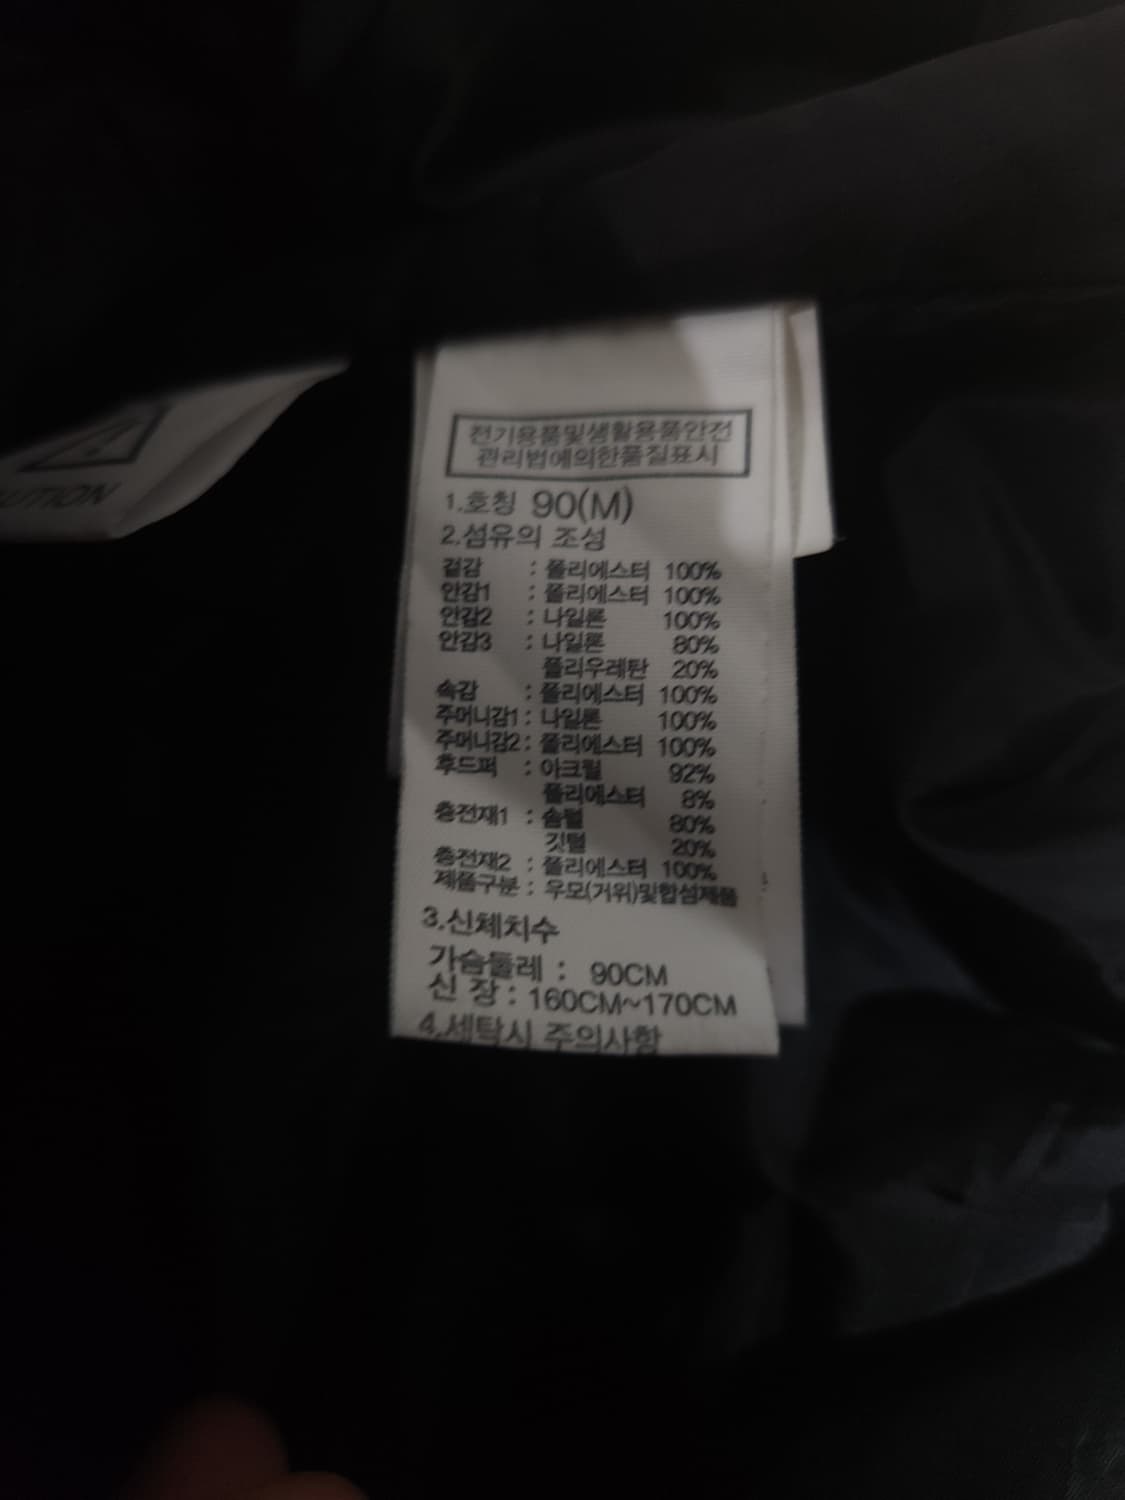 전기용품및생활용품안전
관리법에의한품질표시
1.호칭 90(M)
2.섬유의 조성
겉감 : 폴리에스터 100%
안감1 : 폴리에스터 100%
안감2 : 나일론 100%
안감3 : 나일론 80%
폴리우레탄 20%
속감 : 폴리에스터 100%
주머니감1 : 나일론 100%
주머니감2 : 폴리에스터 100%
후드퍼 : 아크릴 92%
폴리에스터 8%
충전재1 : 솜털 80%
깃털 20%
충전재2 : 폴리에스터 100%
제품구분 : 우모(거위)및합성제품
3.신체치수
가슴둘레 : 90CM
신 장 : 160CM~170CM
4.세탁시 주의사항